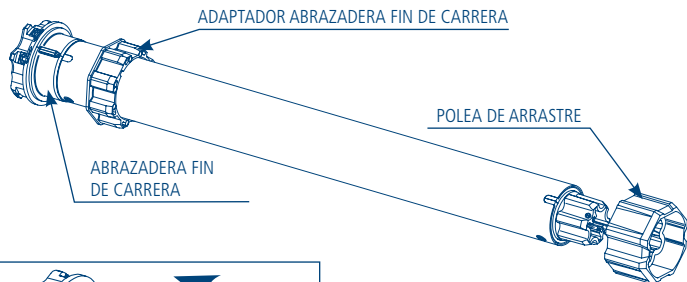 ADAPTADOR ABRAZADERA FIN DE CARRERA
POLEA DE ARRASTRE
ABRAZADERA FIN
DE CARRERA